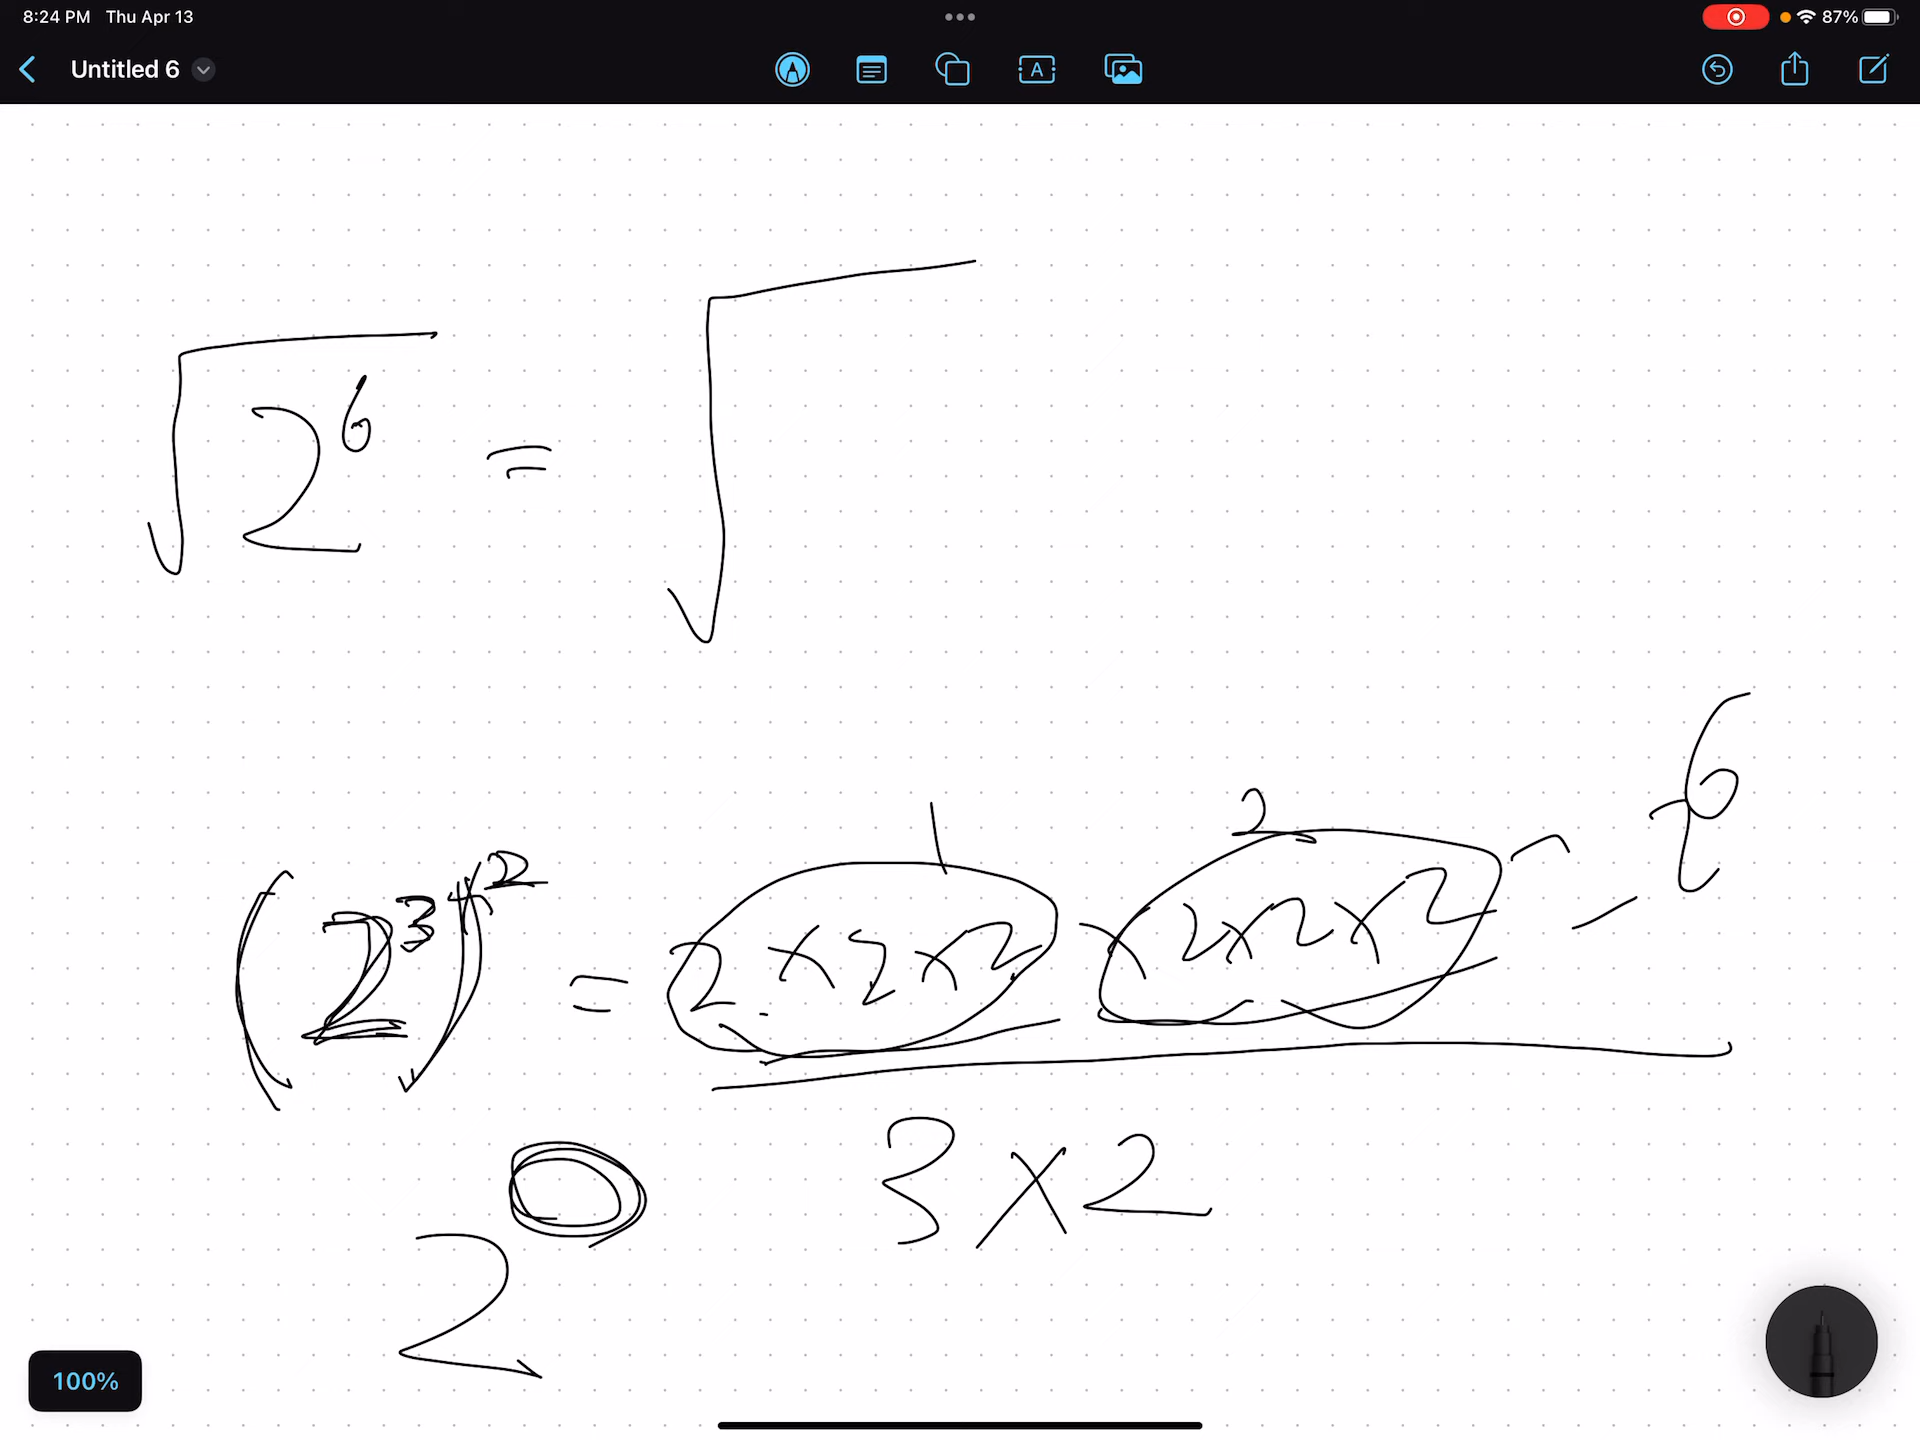 8:24 PM Thu Apr 13
87%
Untitled 6
A
√2⁶ = √
1 2
(2³)² = 2 × 2 × 2 × 2 × 2 × 2 = 2⁶
3 × 2
2
100%